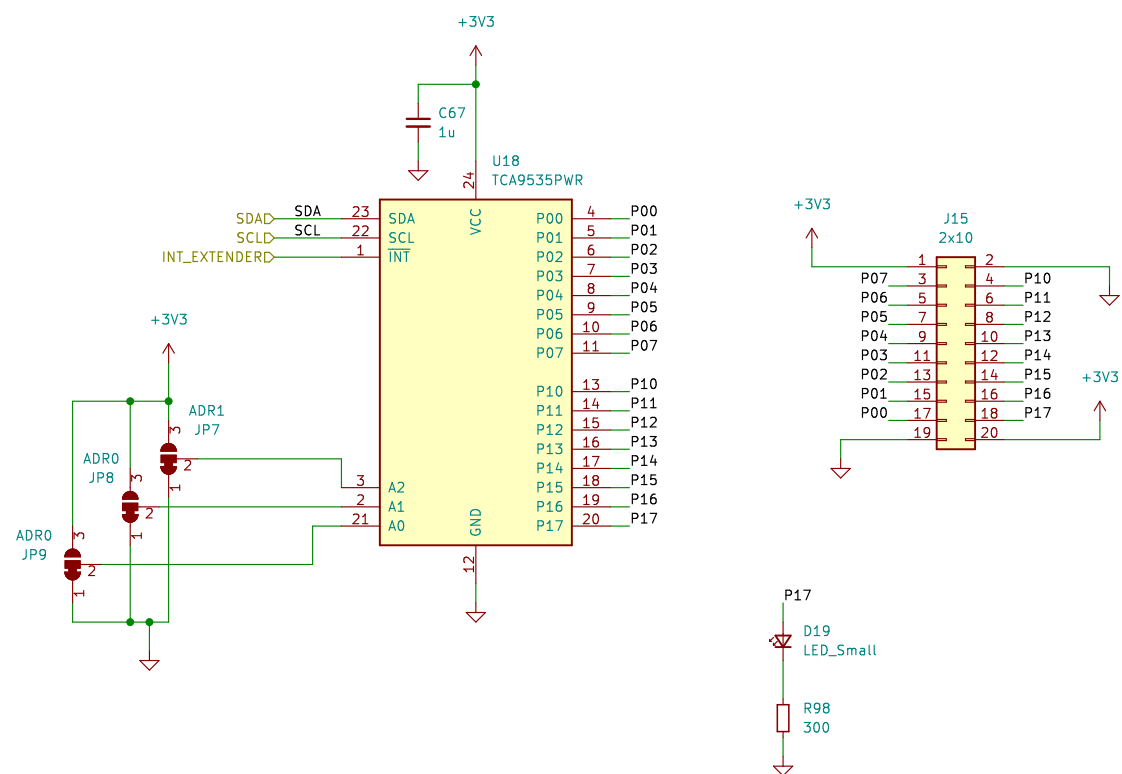 +3V3
C67
1u
U18
TCA9535PWR
24
VCC
SDA SDA 23 SDA
SCL SCL 22 SCL
INT_EXTENDER 1 INT
P00 4 P00
P01 5 P01
P02 6 P02
P03 7 P03
P04 8 P04
P05 9 P05
P06 10 P06
P07 11 P07
P10 13 P10
P11 14 P11
P12 15 P12
P13 16 P13
P14 17 P14
P15 18 P15
P16 19 P16
P17 20 P17
3 A2
2 A1
21 A0
GND
12
+3V3
ADR1
JP7
3
2
1
ADR0
JP8
3
2
1
ADR0
JP9
3
2
1
+3V3
J15
2x10
1 2
P07 3 4 P10
P06 5 6 P11
P05 7 8 P12
P04 9 10 P13
P03 11 12 P14
P02 13 14 P15
P01 15 16 P16
P00 17 18 P17
19 20
+3V3
P17
D19
LED_Small
R98
300